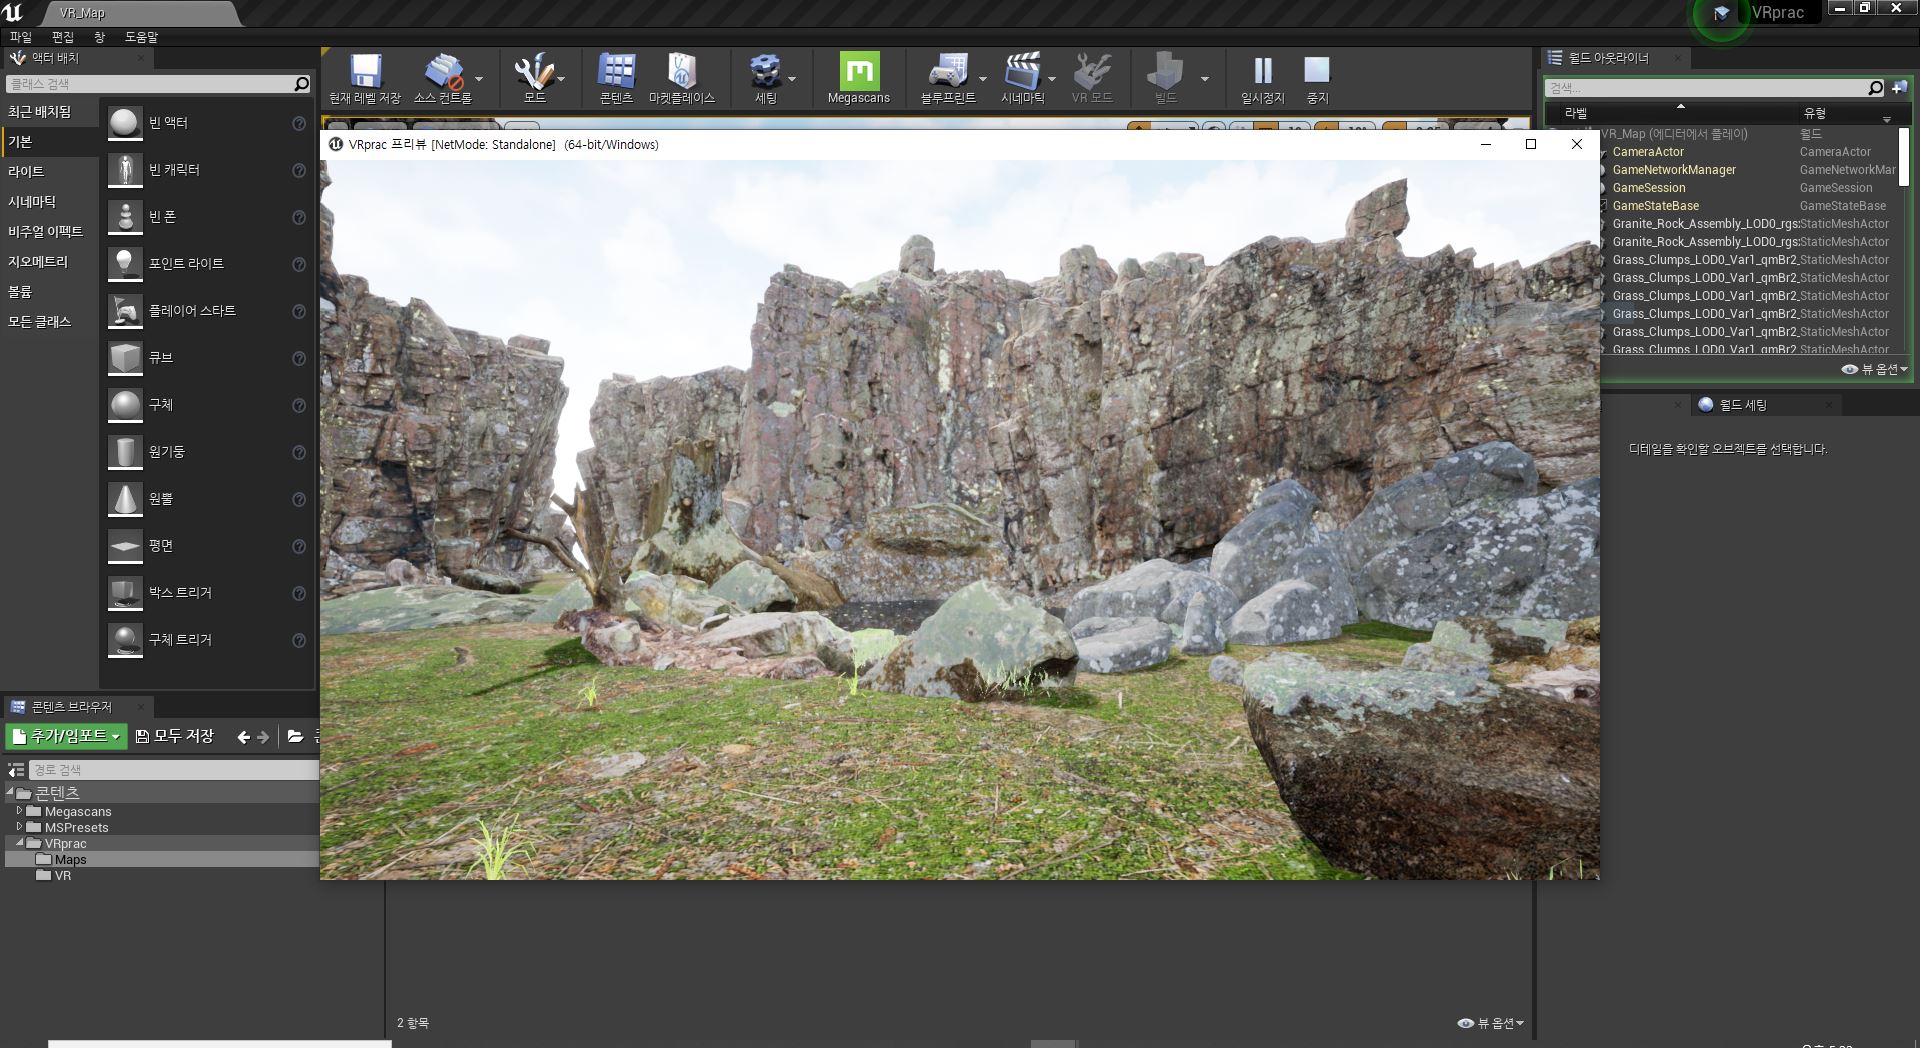 VR_Map
VRprac
파일 편집 창 도움말
액터 배치
클래스 검색
최근 배치됨
기본
라이트
시네마틱
비주얼 이펙트
지오메트리
볼륨
모든 클래스
빈 액터
빈 캐릭터
빈 폰
포인트 라이트
플레이어 스타트
큐브
구체
원기둥
원뿔
평면
박스 트리거
구체 트리거
현재 레벨 저장
소스 컨트롤
모드
콘텐츠
마켓플레이스
세팅
Megascans
블루프린트
시네마틱
VR 모드
빌드
일시정지
중지
VRprac 프리뷰 [NetMode: Standalone] (64-bit/Windows)
월드 아웃라이너
검색...
라벨 유형
VR_Map (에디터에서 플레이) 월드
CameraActor CameraActor
GameNetworkManager GameNetworkMar
GameSession GameSession
GameStateBase GameStateBase
Granite_Rock_Assembly_LOD0_rgs: StaticMeshActor
Granite_Rock_Assembly_LOD0_rgs: StaticMeshActor
Grass_Clumps_LOD0_Var1_qmBr2_ StaticMeshActor
Grass_Clumps_LOD0_Var1_qmBr2_ StaticMeshActor
Grass_Clumps_LOD0_Var1_qmBr2_ StaticMeshActor
Grass_Clumps_LOD0_Var1_qmBr2_ StaticMeshActor
Grass_Clumps_LOD0_Var1_qmBr2_ StaticMeshActor
Grass_Clumps_LOD0_Var1_qmBr2_ StaticMeshActor
뷰 옵션
월드 세팅
디테일을 확인할 오브젝트를 선택합니다.
콘텐츠 브라우저
추가/임포트 모두 저장
경로 검색
콘텐츠
Megascans
MSPresets
VRprac
Maps
VR
2 항목
뷰 옵션